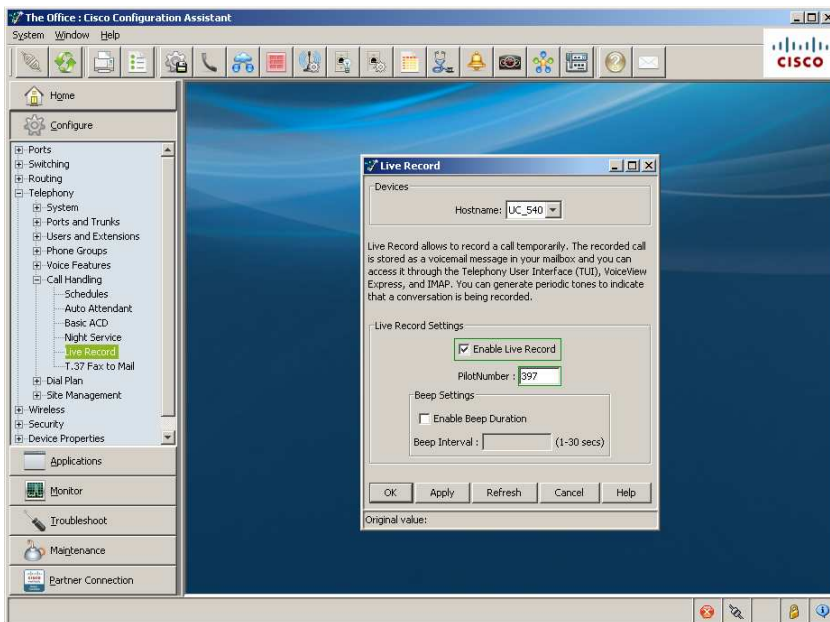 The Office : Cisco Configuration Assistant
System Window Help
CISCO
Home
Configure
Ports
Switching
Routing
Telephony
System
Ports and Trunks
Users and Extensions
Phone Groups
Voice Features
Call Handling
Schedules
Auto Attendant
Basic ACD
Night Service
Live Record
T.37 Fax to Mail
Dial Plan
Site Management
Wireless
Security
Device Properties
Applications
Monitor
Troubleshoot
Maintenance
Partner Connection
Live Record
Devices
Hostname: UC_540
Live Record allows to record a call temporarily. The recorded call
is stored as a voicemail message in your mailbox and you can
access it through the Telephony User Interface (TUI), VoiceView
Express, and IMAP. You can generate periodic tones to indicate
that a conversation is being recorded.
Live Record Settings
Enable Live Record
PilotNumber : 397
Beep Settings
Enable Beep Duration
Beep Interval : (1-30 secs)
OK Apply Refresh Cancel Help
Original value: